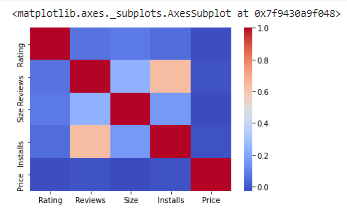 <matplotlib.axes._subplots.AxesSubplot at 0x7f9430a9f048>
Rating
Reviews
Size
Installs
Price
1.0
0.8
0.6
0.4
0.2
0.0
Rating Reviews Size Installs Price